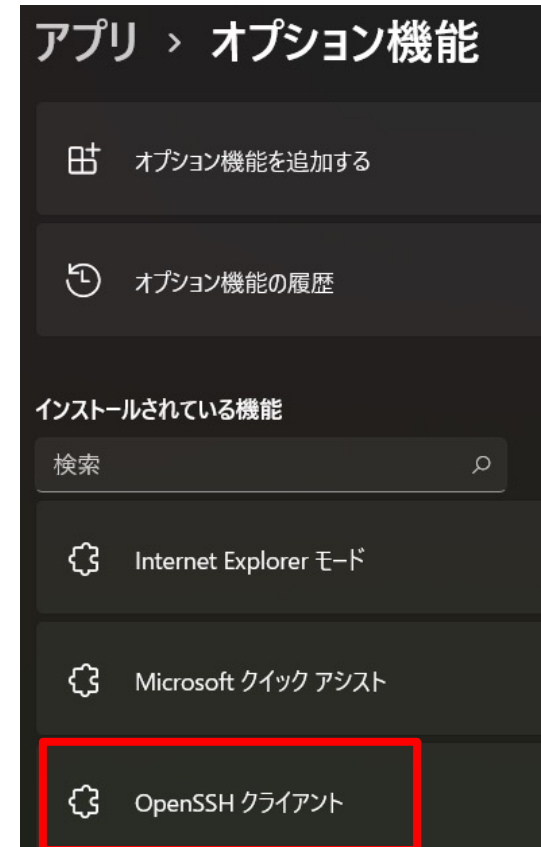 アプリ › オプション機能
オプション機能を追加する
オプション機能の履歴
インストールされている機能
検索
Internet Explorer モード
Microsoft クイック アシスト
OpenSSH クライアント